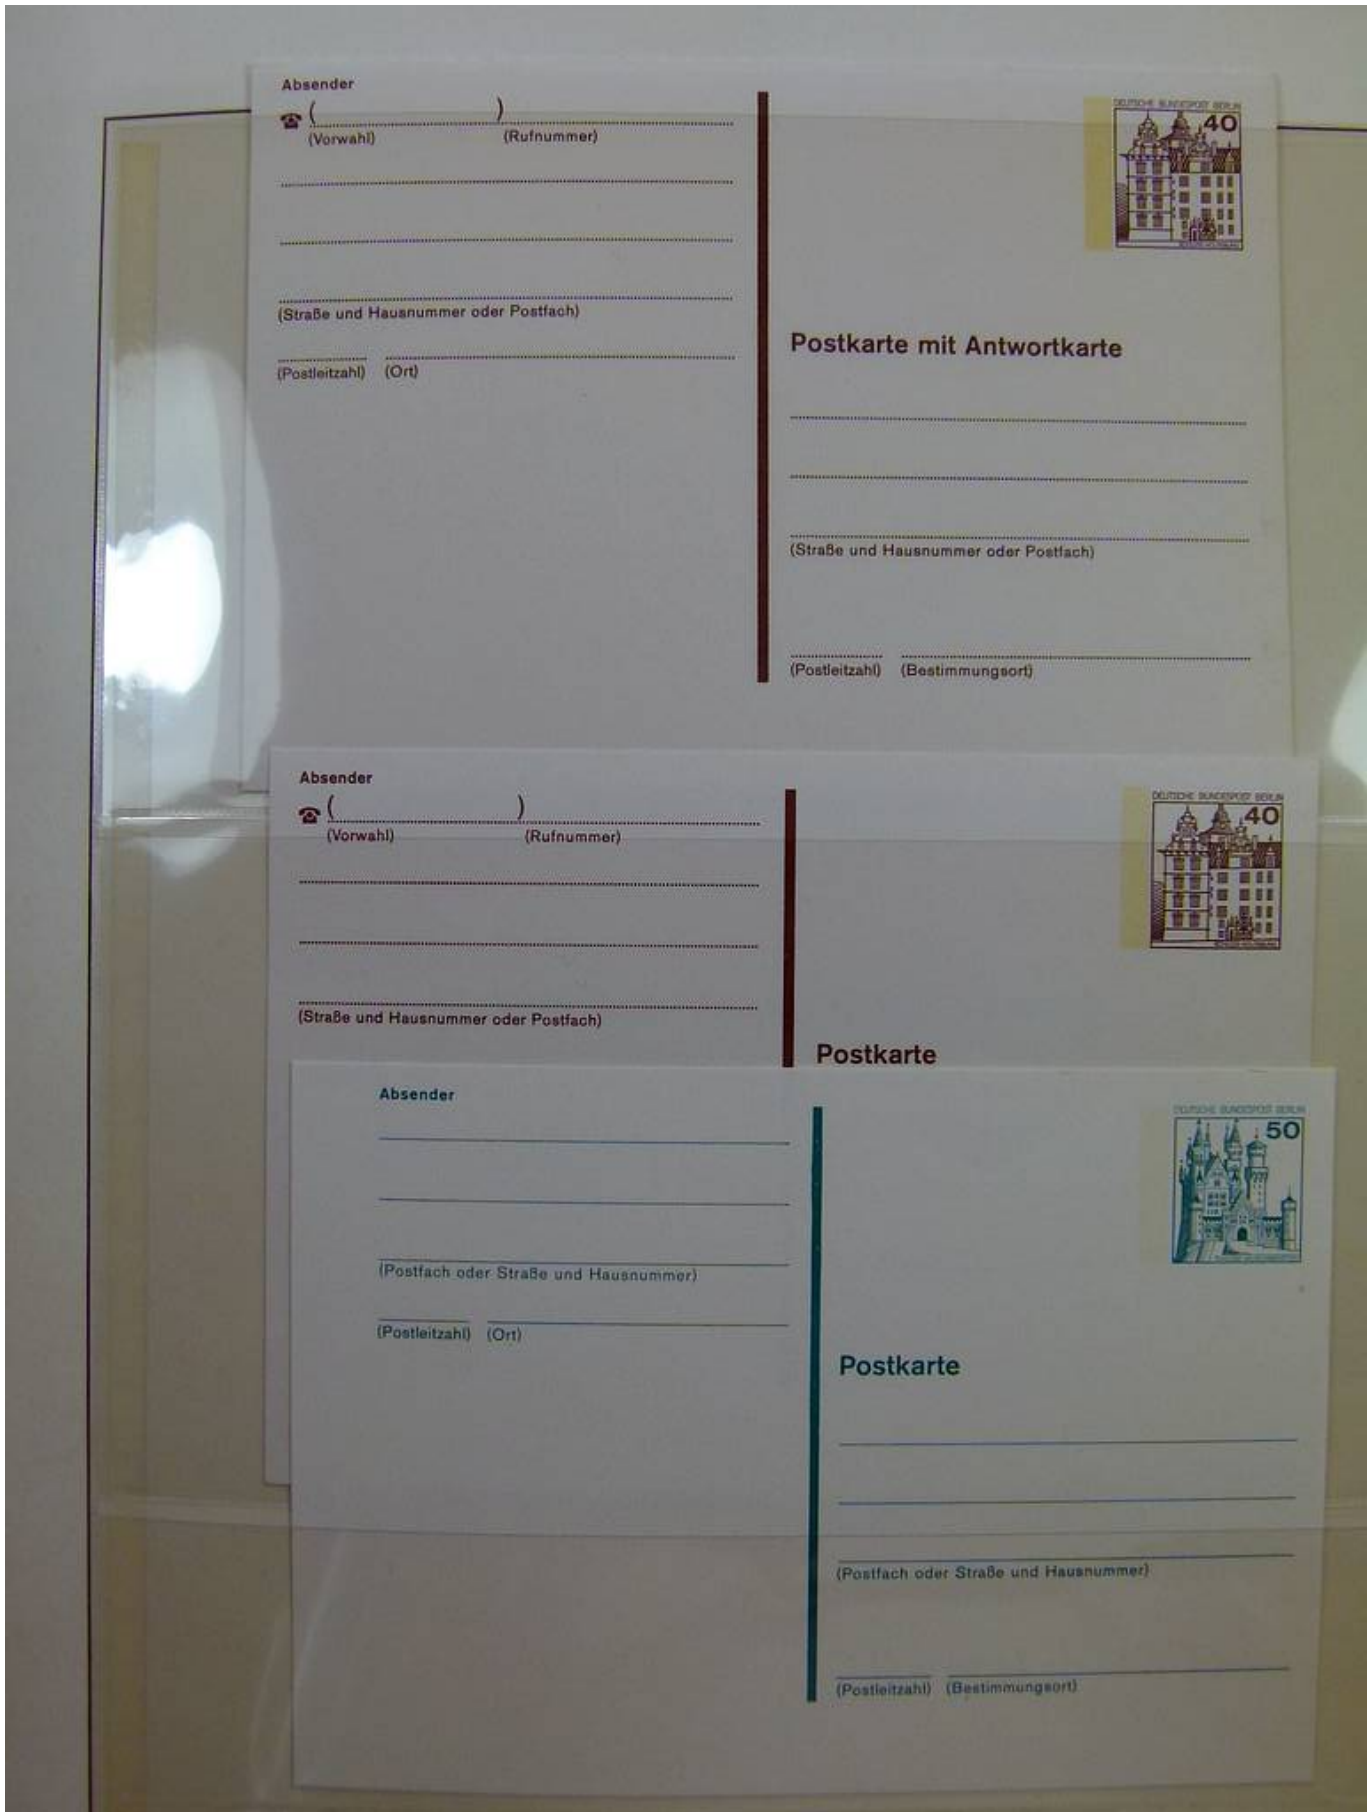 Absender
☎ ( )
(Vorwahl) (Rufnummer)
(Straße und Hausnummer oder Postfach)
(Postleitzahl) (Ort)
DEUTSCHE BUNDESPOST BERLIN
40
Postkarte mit Antwortkarte
(Straße und Hausnummer oder Postfach)
(Postleitzahl) (Bestimmungsort)
Absender
☎ ( )
(Vorwahl) (Rufnummer)
(Straße und Hausnummer oder Postfach)
DEUTSCHE BUNDESPOST BERLIN
40
Postkarte
Absender
(Postfach oder Straße und Hausnummer)
(Postleitzahl) (Ort)
DEUTSCHE BUNDESPOST BERLIN
50
Postkarte
(Postfach oder Straße und Hausnummer)
(Postleitzahl) (Bestimmungsort)